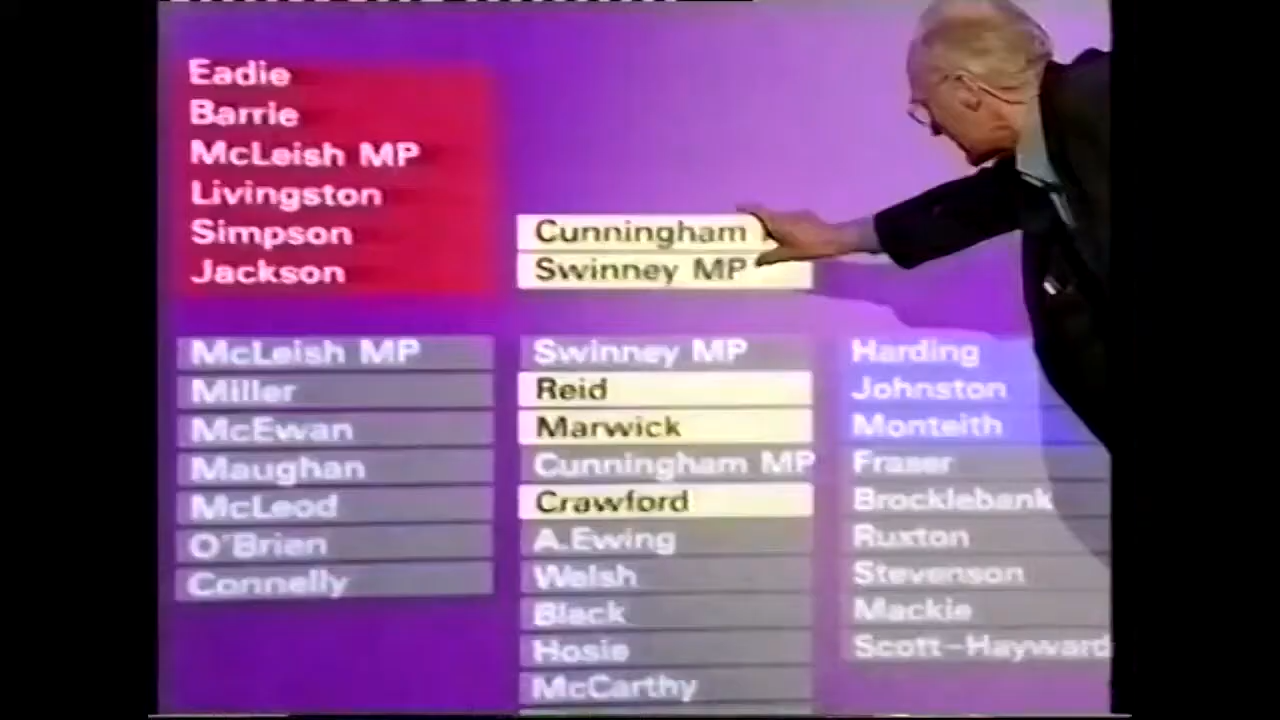 Eadie
Barrie
McLeish MP
Livingston
Simpson
Jackson
Cunningham
Swinney MP
McLeish MP
Miller
McEwan
Maughan
McLeod
O'Brien
Connelly
Swinney MP
Reid
Marwick
Cunningham MP
Crawford
A.Ewing
Welsh
Black
Hosie
McCarthy
Harding
Johnston
Monteith
Fraser
Brocklebank
Ruxton
Stevenson
Mackie
Scott-Hayward